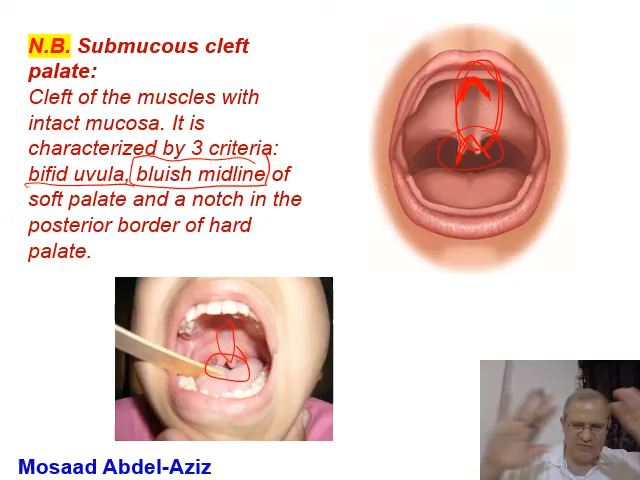 N.B. Submucous cleft
palate:
Cleft of the muscles with
intact mucosa. It is
characterized by 3 criteria:
bifid uvula, bluish midline of
soft palate and a notch in the
posterior border of hard
palate.
Mosaad Abdel-Aziz